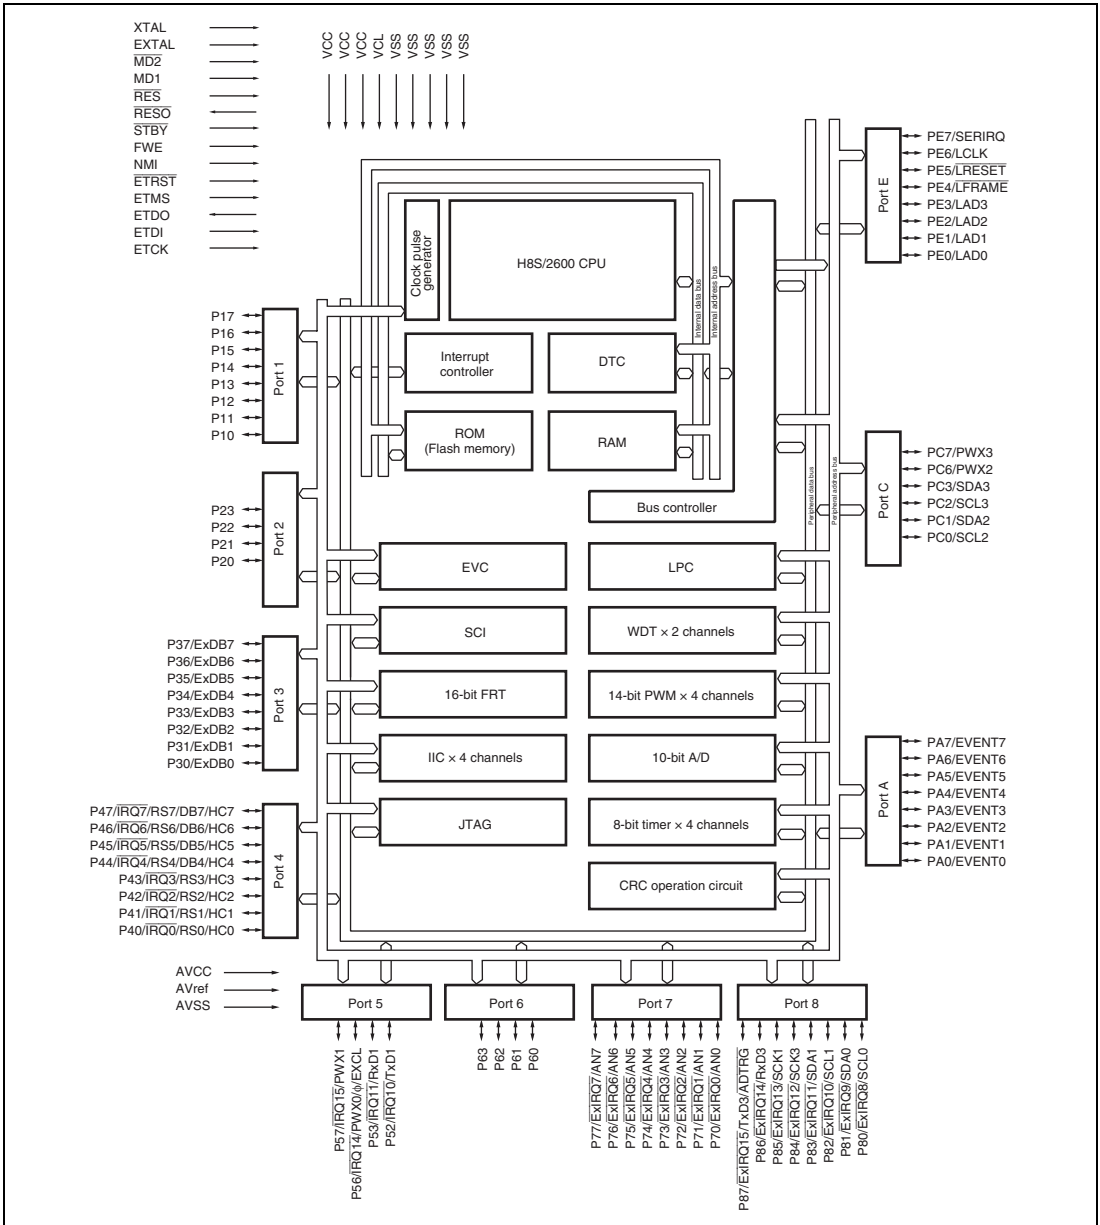 XTAL
EXTAL
MD2
MD1
RES
RESO
STBY
FWE
NMI
ETRST
ETMS
ETDO
ETDI
ETCK
VCC
VCC
VCC
VCL
VSS
VSS
VSS
VSS
VSS
Clock pulse
generator
H8S/2600 CPU
Interrupt
controller
DTC
ROM
(Flash memory)
RAM
Bus controller
Internal data bus
Internal address bus
Peripheral data bus
Peripheral address bus
EVC
LPC
SCI
WDT × 2 channels
16-bit FRT
14-bit PWM × 4 channels
IIC × 4 channels
10-bit A/D
JTAG
8-bit timer × 4 channels
CRC operation circuit
P17
P16
P15
P14
P13
P12
P11
P10
Port 1
P23
P22
P21
P20
Port 2
P37/ExDB7
P36/ExDB6
P35/ExDB5
P34/ExDB4
P33/ExDB3
P32/ExDB2
P31/ExDB1
P30/ExDB0
Port 3
P47/IRQ7/RS7/DB7/HC7
P46/IRQ6/RS6/DB6/HC6
P45/IRQ5/RS5/DB5/HC5
P44/IRQ4/RS4/DB4/HC4
P43/IRQ3/RS3/HC3
P42/IRQ2/RS2/HC2
P41/IRQ1/RS1/HC1
P40/IRQ0/RS0/HC0
Port 4
AVCC
AVref
AVSS
Port E
PE7/SERIRQ
PE6/LCLK
PE5/LRESET
PE4/LFRAME
PE3/LAD3
PE2/LAD2
PE1/LAD1
PE0/LAD0
Port C
PC7/PWX3
PC6/PWX2
PC3/SDA3
PC2/SCL3
PC1/SDA2
PC0/SCL2
Port A
PA7/EVENT7
PA6/EVENT6
PA5/EVENT5
PA4/EVENT4
PA3/EVENT3
PA2/EVENT2
PA1/EVENT1
PA0/EVENT0
Port 5
Port 6
Port 7
Port 8
P57/IRQ15/PWX1
P56/IRQ14/PWX0/φ/EXCL
P53/IRQ11/RxD1
P52/IRQ10/TxD1
P63
P62
P61
P60
P77/ExIRQ7/AN7
P76/ExIRQ6/AN6
P75/ExIRQ5/AN5
P74/ExIRQ4/AN4
P73/ExIRQ3/AN3
P72/ExIRQ2/AN2
P71/ExIRQ1/AN1
P70/ExIRQ0/AN0
P87/ExIRQ15/TxD3/ADTRG
P86/ExIRQ14/RxD3
P85/ExIRQ13/SCK1
P84/ExIRQ12/SCK3
P83/ExIRQ11/SDA1
P82/ExIRQ10/SCL1
P81/ExIRQ9/SDA0
P80/ExIRQ8/SCL0